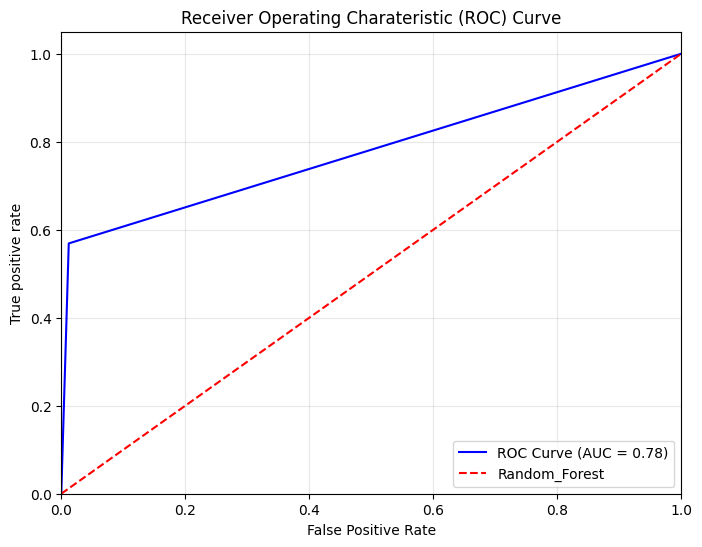 Receiver Operating Charateristic (ROC) Curve
1.0
0.8
0.6
0.4
0.2
0.0
True positive rate
ROC Curve (AUC = 0.78)
Random_Forest
0.0 0.2 0.4 0.6 0.8 1.0
False Positive Rate